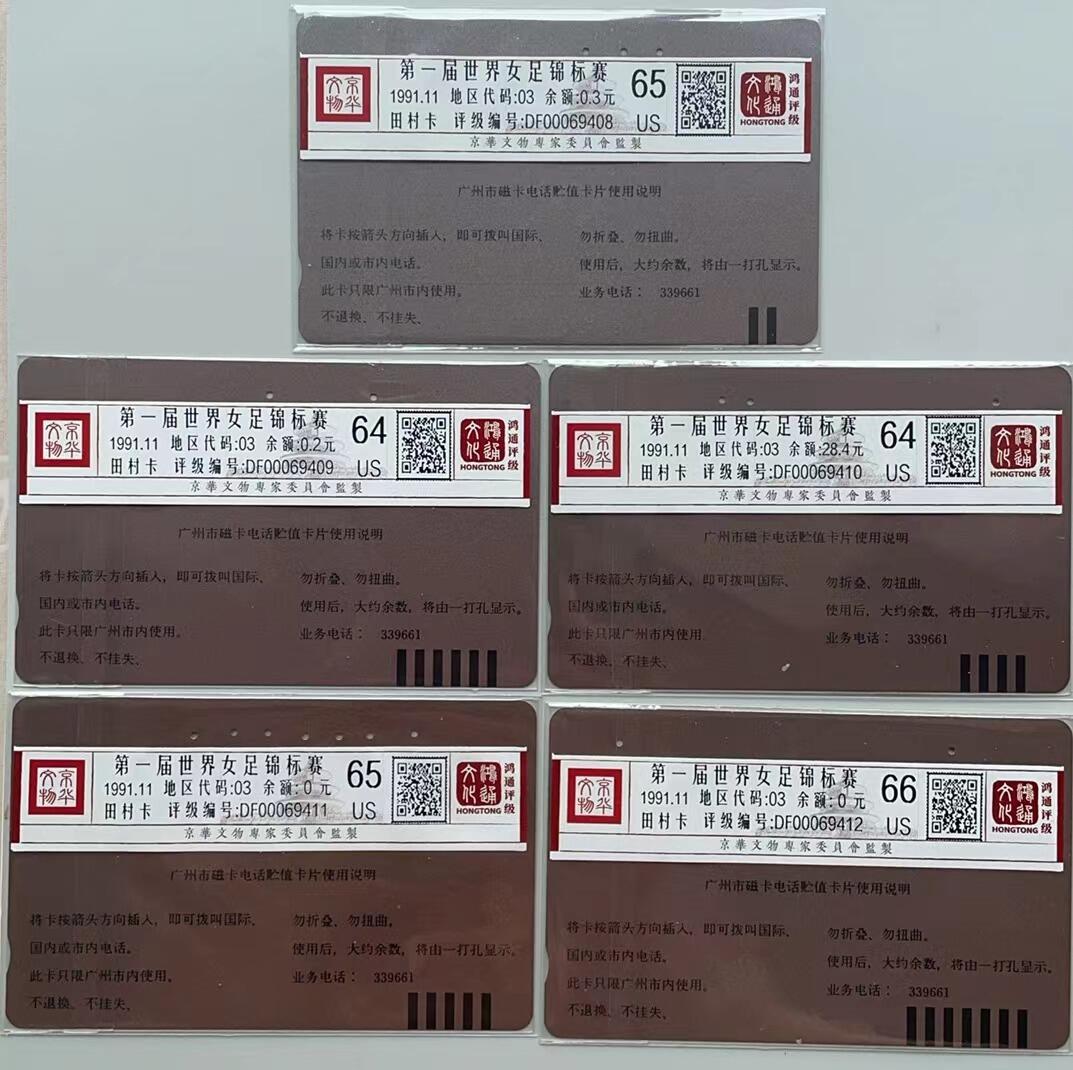 京华文物
第一届世界女足锦标赛
1991.11 地区代码:03 余额:0.3元
田村卡 评级编号:DF00069408
65
US
鸿通文化
HONGTONG
鸿通评级
京華文物專家委員會監製
广州市磁卡电话贮值卡片使用说明
将卡按箭头方向插入，即可拨叫国际、
国内或市内电话。
此卡只限广州市内使用。
不退换、不挂失、
勿折叠、勿扭曲。
使用后，大约余数，将由一打孔显示。
业务电话： 339661
京华文物
第一届世界女足锦标赛
1991.11 地区代码:03 余额:0.2元
田村卡 评级编号:DF00069409
64
US
鸿通文化
HONGTONG
鸿通评级
京華文物專家委員會監製
广州市磁卡电话贮值卡片使用说明
将卡按箭头方向插入，即可拨叫国际、
国内或市内电话。
此卡只限广州市内使用。
不退换、不挂失、
勿折叠、勿扭曲。
使用后，大约余数，将由一打孔显示。
业务电话： 339661
京华文物
第一届世界女足锦标赛
1991.11 地区代码:03 余额:28.4元
田村卡 评级编号:DF00069410
64
US
鸿通文化
HONGTONG
鸿通评级
京華文物專家委員會監製
广州市磁卡电话贮值卡片使用说明
将卡按箭头方向插入，即可拨叫国际、
国内或市内电话。
此卡只限广州市内使用
不退换、不挂失、
勿折叠、勿扭曲。
使用后，大约余数，将由一打孔显示。
业务电话： 339661
京华文物
第一届世界女足锦标赛
1991.11 地区代码:03 余额:0 元
田村卡 评级编号:DF00069411
65
US
鸿通文化
HONGTONG
鸿通评级
京華文物專家委員會監製
广州市磁卡电话贮值卡片使用说明
将卡按箭头方向插入，即可拨叫国际、
国内或市内电话。
此卡只限广州市内使用。
不退换、不挂失、
勿折叠、勿扭曲。
使用后，大约余数，将由一打孔显示。
业务电话： 339661
京华文物
第一届世界女足锦标赛
1991.11 地区代码:03 余额:0 元
田村卡 评级编号:DF00069412
66
US
鸿通文化
HONGTONG
鸿通评级
京華文物專家委員會監製
广州市磁卡电话贮值卡片使用说明
将卡按箭头方向插入，即可拨叫国际、
国内或市内电话。
此卡只限广州市内使用。
不退换、不挂失、
勿折叠、勿扭曲。
使用后，大约余数，将由一打孔显示。
业务电话： 339661